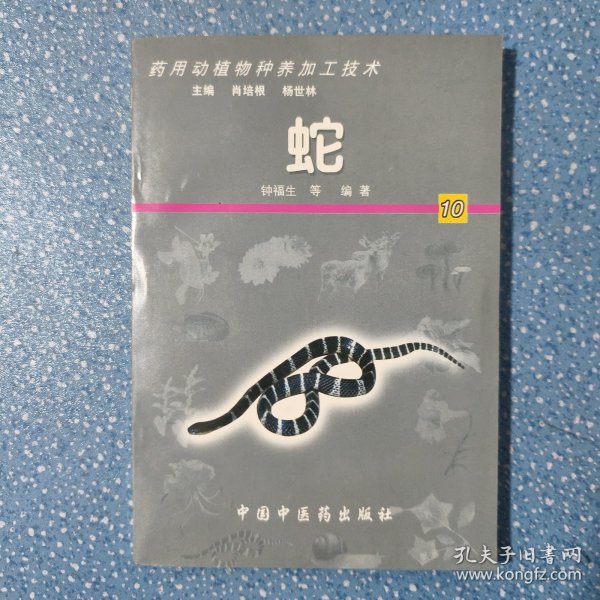 药用动植物种养加工技术
主编 肖培根 杨世林
蛇
钟福生 等 编著
10
中国中医药出版社
孔夫子旧书网
www.kongfz.com